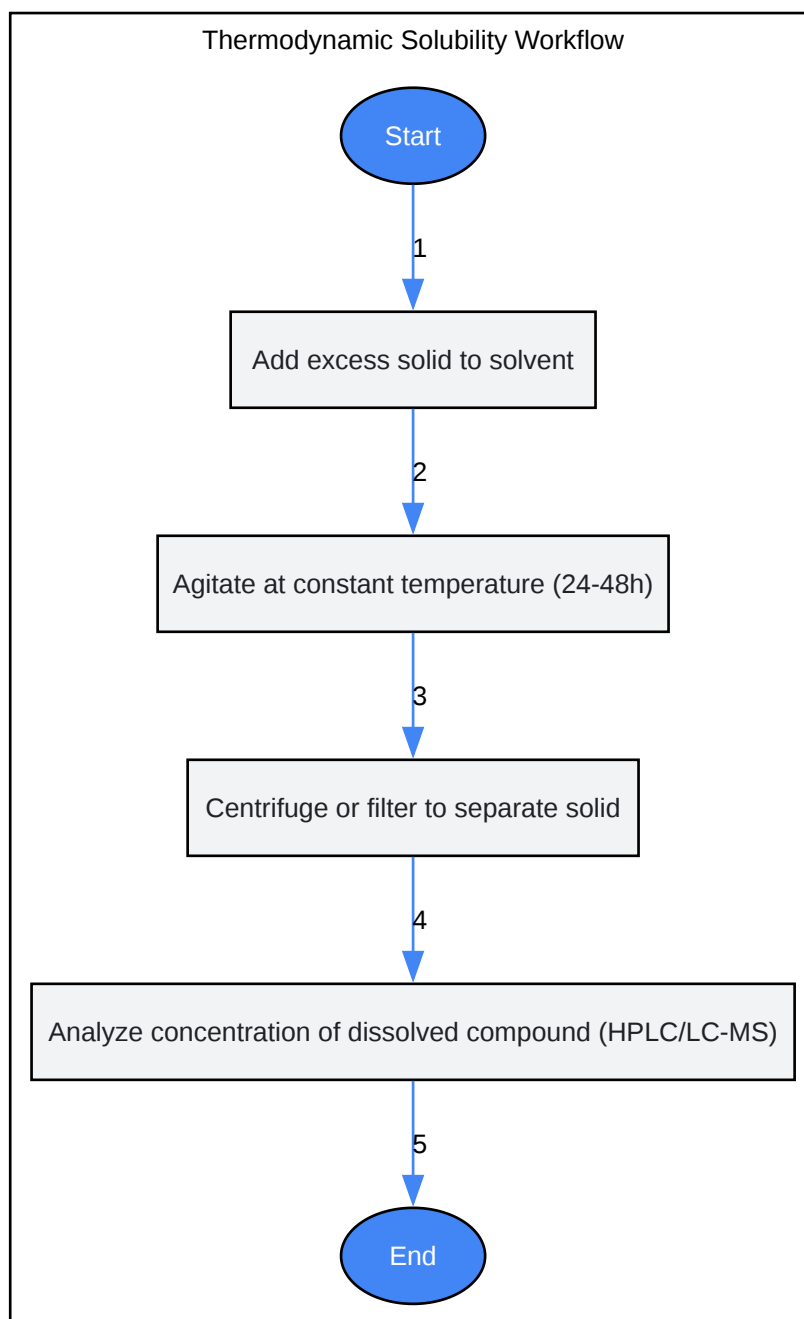 Thermodynamic Solubility Workflow
Start
1
Add excess solid to solvent
2
Agitate at constant temperature (24-48h)
3
Centrifuge or filter to separate solid
4
Analyze concentration of dissolved compound (HPLC/LC-MS)
5
End